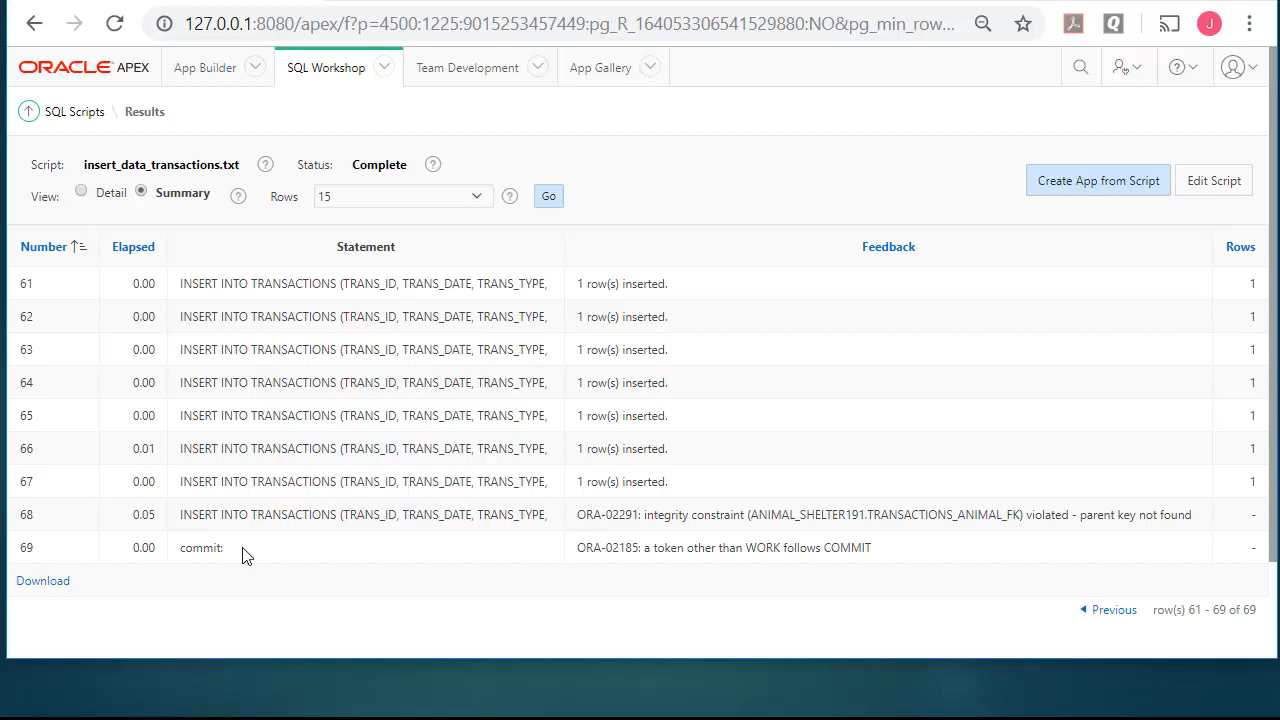 127.0.0.1:8080/apex/f?p=4500:1225:9015253457449:pg_R_164053306541529880:NO&pg_min_row... J
ORACLE APEX App Builder SQL Workshop Team Development App Gallery
SQL Scripts \ Results
Script: insert_data_transactions.txt ? Status: Complete ?
View: Detail Summary ? Rows 15 ? Go
Create App from Script Edit Script
Number Elapsed Statement Feedback Rows
61 0.00 INSERT INTO TRANSACTIONS (TRANS_ID, TRANS_DATE, TRANS_TYPE, 1 row(s) inserted. 1
62 0.00 INSERT INTO TRANSACTIONS (TRANS_ID, TRANS_DATE, TRANS_TYPE, 1 row(s) inserted. 1
63 0.00 INSERT INTO TRANSACTIONS (TRANS_ID, TRANS_DATE, TRANS_TYPE, 1 row(s) inserted. 1
64 0.00 INSERT INTO TRANSACTIONS (TRANS_ID, TRANS_DATE, TRANS_TYPE, 1 row(s) inserted. 1
65 0.00 INSERT INTO TRANSACTIONS (TRANS_ID, TRANS_DATE, TRANS_TYPE, 1 row(s) inserted. 1
66 0.01 INSERT INTO TRANSACTIONS (TRANS_ID, TRANS_DATE, TRANS_TYPE, 1 row(s) inserted. 1
67 0.00 INSERT INTO TRANSACTIONS (TRANS_ID, TRANS_DATE, TRANS_TYPE, 1 row(s) inserted. 1
68 0.05 INSERT INTO TRANSACTIONS (TRANS_ID, TRANS_DATE, TRANS_TYPE, ORA-02291: integrity constraint (ANIMAL_SHELTER191.TRANSACTIONS_ANIMAL_FK) violated - parent key not found -
69 0.00 commit: ORA-02185: a token other than WORK follows COMMIT -
Download
Previous row(s) 61 - 69 of 69